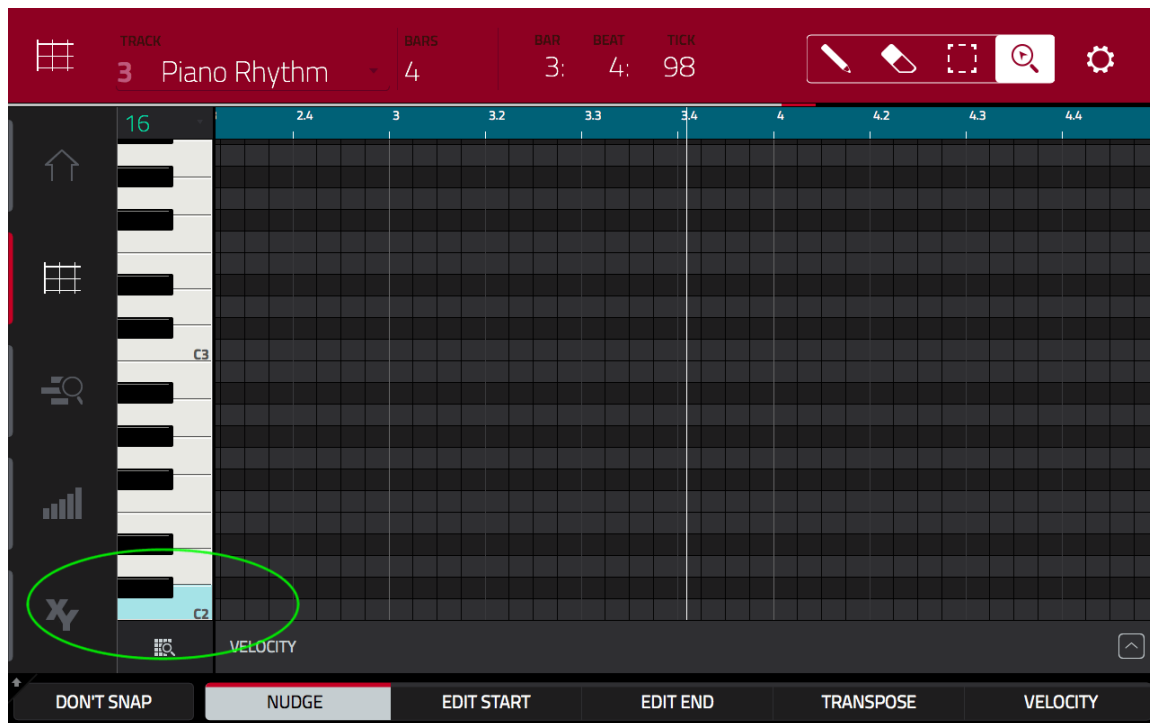 TRACK BARS BAR BEAT TICK
3 Piano Rhythm 4 3: 4: 98
16 2.4 3 3.2 3.3 3.4 4 4.2 4.3 4.4
C3
XY C2
VELOCITY
DON'T SNAP NUDGE EDIT START EDIT END TRANSPOSE VELOCITY